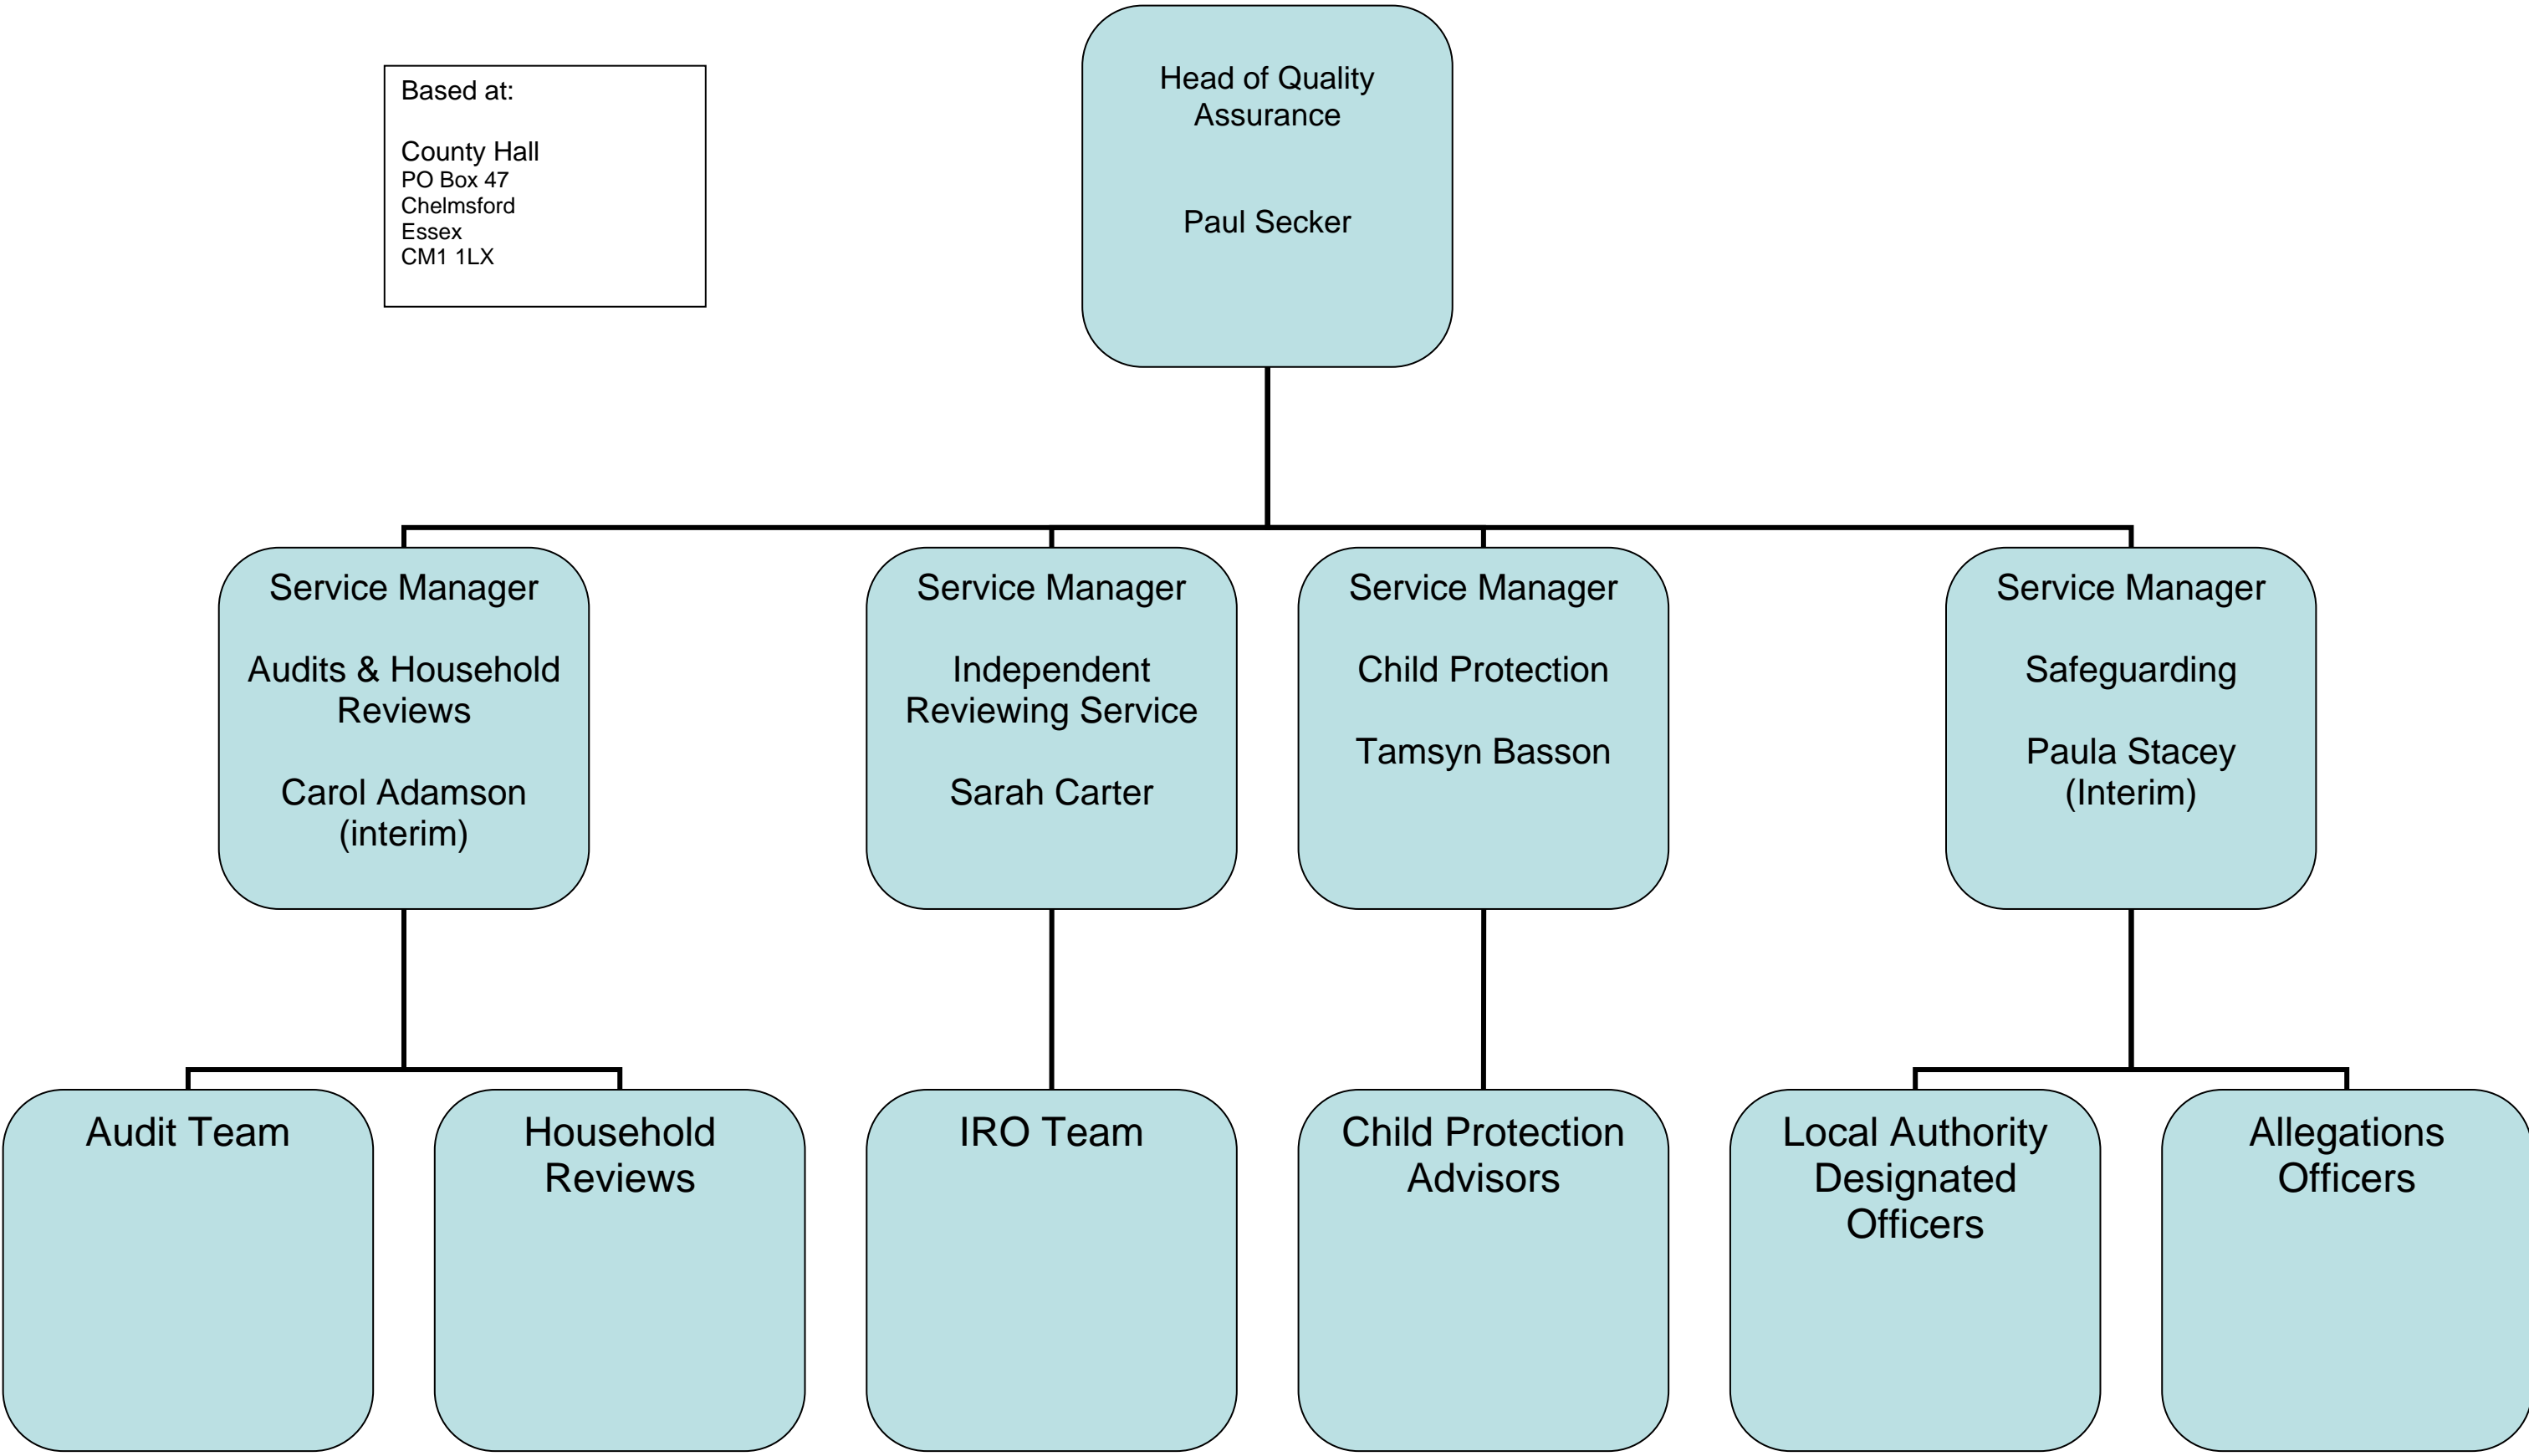 Based at:
County Hall
PO Box 47
Chelmsford
Essex
CM1 1LX
Head of Quality
Assurance
Paul Secker
Service Manager
Audits & Household
Reviews
Carol Adamson
(interim)
Service Manager
Independent
Reviewing Service
Sarah Carter
Service Manager
Child Protection
Tamsyn Basson
Service Manager
Safeguarding
Paula Stacey
(Interim)
Audit Team
Household
Reviews
IRO Team
Child Protection
Advisors
Local Authority
Designated
Officers
Allegations
Officers